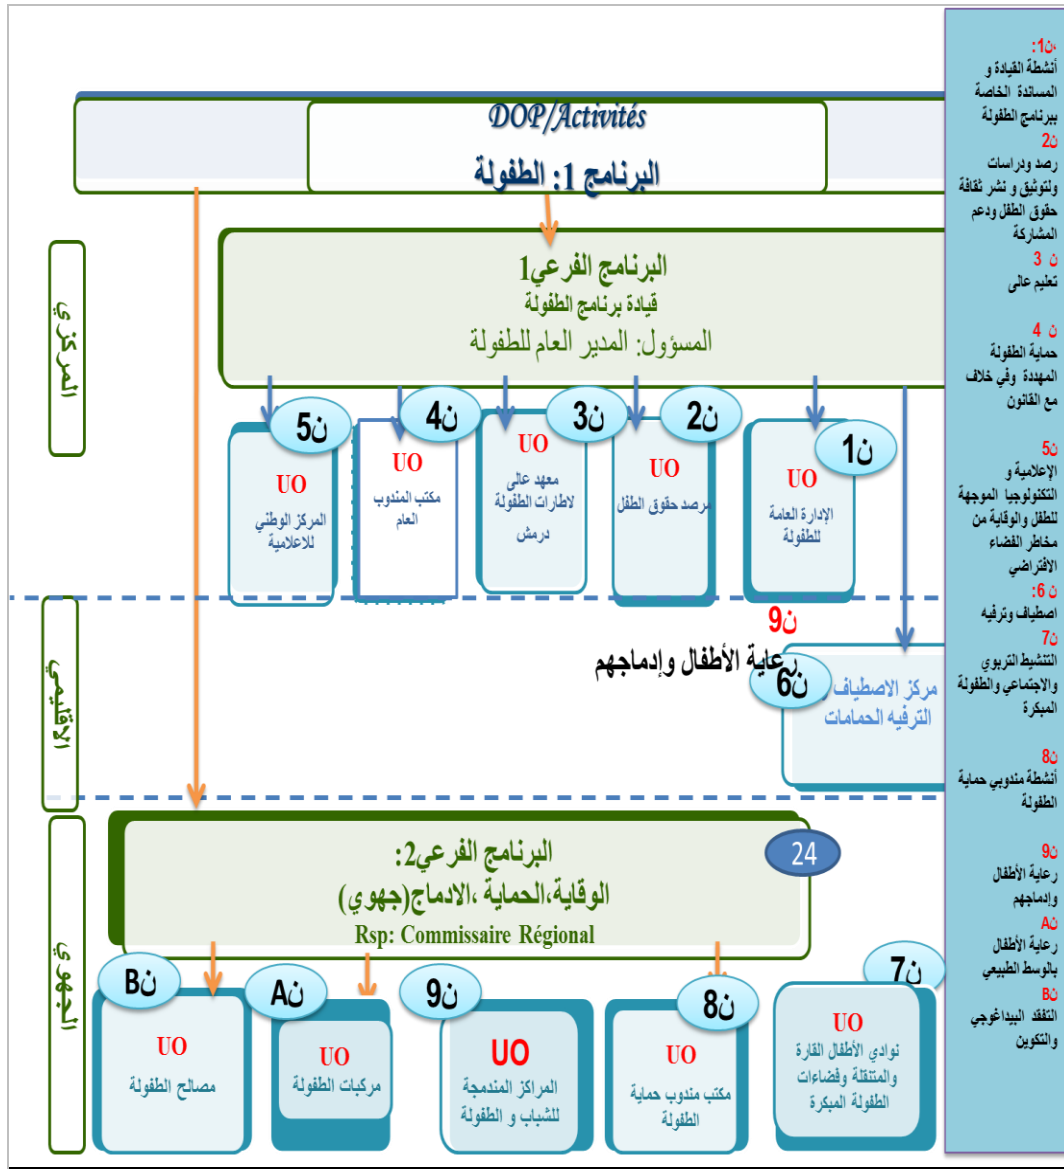 DOP/Activités
البرنامج 1: الطفولة
المركزي
البرنامج الفرعي1
قيادة برنامج الطفولة
المسؤول: المدير العام للطفولة
ن1
UO
الإدارة العامة
للطفولة
ن2
UO
مرصد حقوق الطفل
ن3
UO
معهد عالى
لاطارات الطفولة
درمش
ن4
UO
مكتب المندوب
العام
ن5
UO
المركز الوطني
للاعلامية
الاقليمي
ن9
رعاية الأطفال وإدماجهم
ن6
مركز الاصطياف و
الترفيه الحمامات
الجهوي
24
البرنامج الفرعي2:
الوقاية،الحماية ،الادماج(جهوي)
Rsp: Commissaire Régional
ن7
UO
نوادي الأطفال القارة
والمتنقلة وفضاءات
الطفولة المبكرة
ن8
UO
مكتب مندوب حماية
الطفولة
ن9
UO
المراكز المندمجة
للشباب و الطفولة
نA
UO
مركبات الطفولة
نB
UO
مصالح الطفولة
ن1:
أنشطة القيادة و
المساندة الخاصة
ببرنامج الطفولة
ن2
رصد ودراسات
ولتوثيق و نشر ثقافة
حقوق الطفل ودعم
المشاركة
ن 3
تعليم عالى
ن 4
حماية الطفولة
المهددة وفي خلاف
مع القانون
ن5
الإعلامية و
التكنولوجيا الموجهة
للطفل والوقاية من
مخاطر الفضاء
الافتراضي
ن 6:
اصطياف وترفيه
ن7
التنشيط التربوي
والاجتماعي والطفولة
المبكرة
ن8
أنشطة مندوبي حماية
الطفولة
ن9
رعاية الأطفال
وإدماجهم
نA
رعاية الأطفال
بالوسط الطبيعي
نB
التفقد البيداغوجي
والتكوين